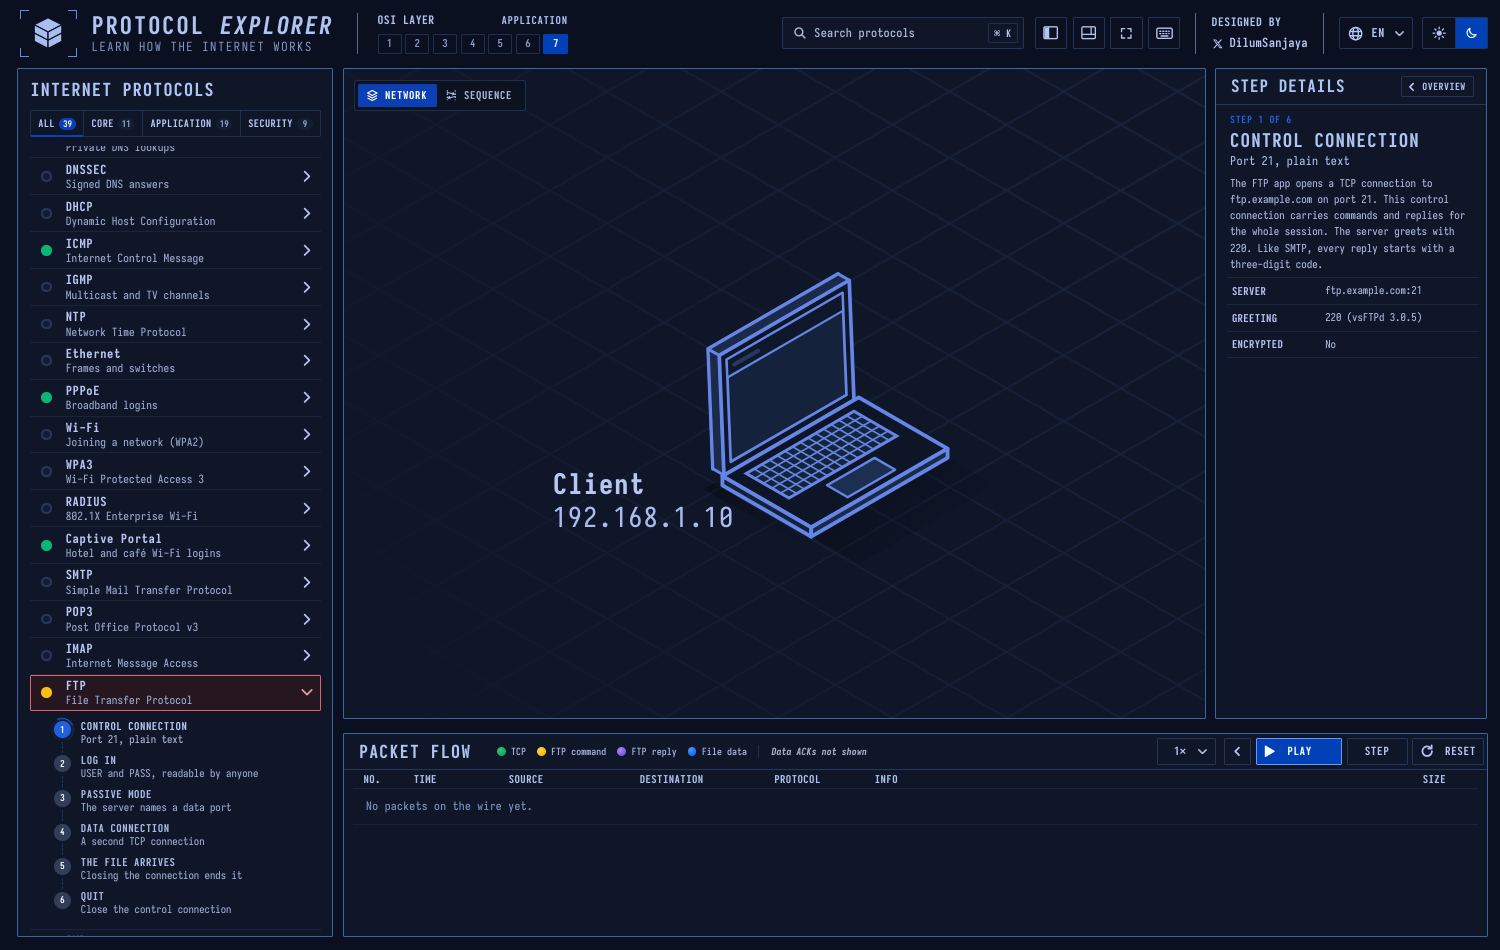 PROTOCOL EXPLORER
LEARN HOW THE INTERNET WORKS
OSI LAYER APPLICATION
1 2 3 4 5 6 7
Search protocols ⌘ K
DESIGNED BY
DilumSanjaya
EN
INTERNET PROTOCOLS
ALL 39 CORE 11 APPLICATION 19 SECURITY 9
Private DNS lookups
DNSSEC
Signed DNS answers
DHCP
Dynamic Host Configuration
ICMP
Internet Control Message
IGMP
Multicast and TV channels
NTP
Network Time Protocol
Ethernet
Frames and switches
PPPoE
Broadband logins
Wi-Fi
Joining a network (WPA2)
WPA3
Wi-Fi Protected Access 3
RADIUS
802.1X Enterprise Wi-Fi
Captive Portal
Hotel and café Wi-Fi logins
SMTP
Simple Mail Transfer Protocol
POP3
Post Office Protocol v3
IMAP
Internet Message Access
FTP
File Transfer Protocol
1 CONTROL CONNECTION
Port 21, plain text
2 LOG IN
USER and PASS, readable by anyone
3 PASSIVE MODE
The server names a data port
4 DATA CONNECTION
A second TCP connection
5 THE FILE ARRIVES
Closing the connection ends it
6 QUIT
Close the control connection
NETWORK SEQUENCE
Client
192.168.1.10
STEP DETAILS OVERVIEW
STEP 1 OF 6
CONTROL CONNECTION
Port 21, plain text
The FTP app opens a TCP connection to
ftp.example.com on port 21. This control
connection carries commands and replies for
the whole session. The server greets with
220. Like SMTP, every reply starts with a
three-digit code.
SERVER ftp.example.com:21
GREETING 220 (vsFTPd 3.0.5)
ENCRYPTED No
PACKET FLOW TCP FTP command FTP reply File data Data ACKs not shown 1× PLAY STEP RESET
NO. TIME SOURCE DESTINATION PROTOCOL INFO SIZE
No packets on the wire yet.